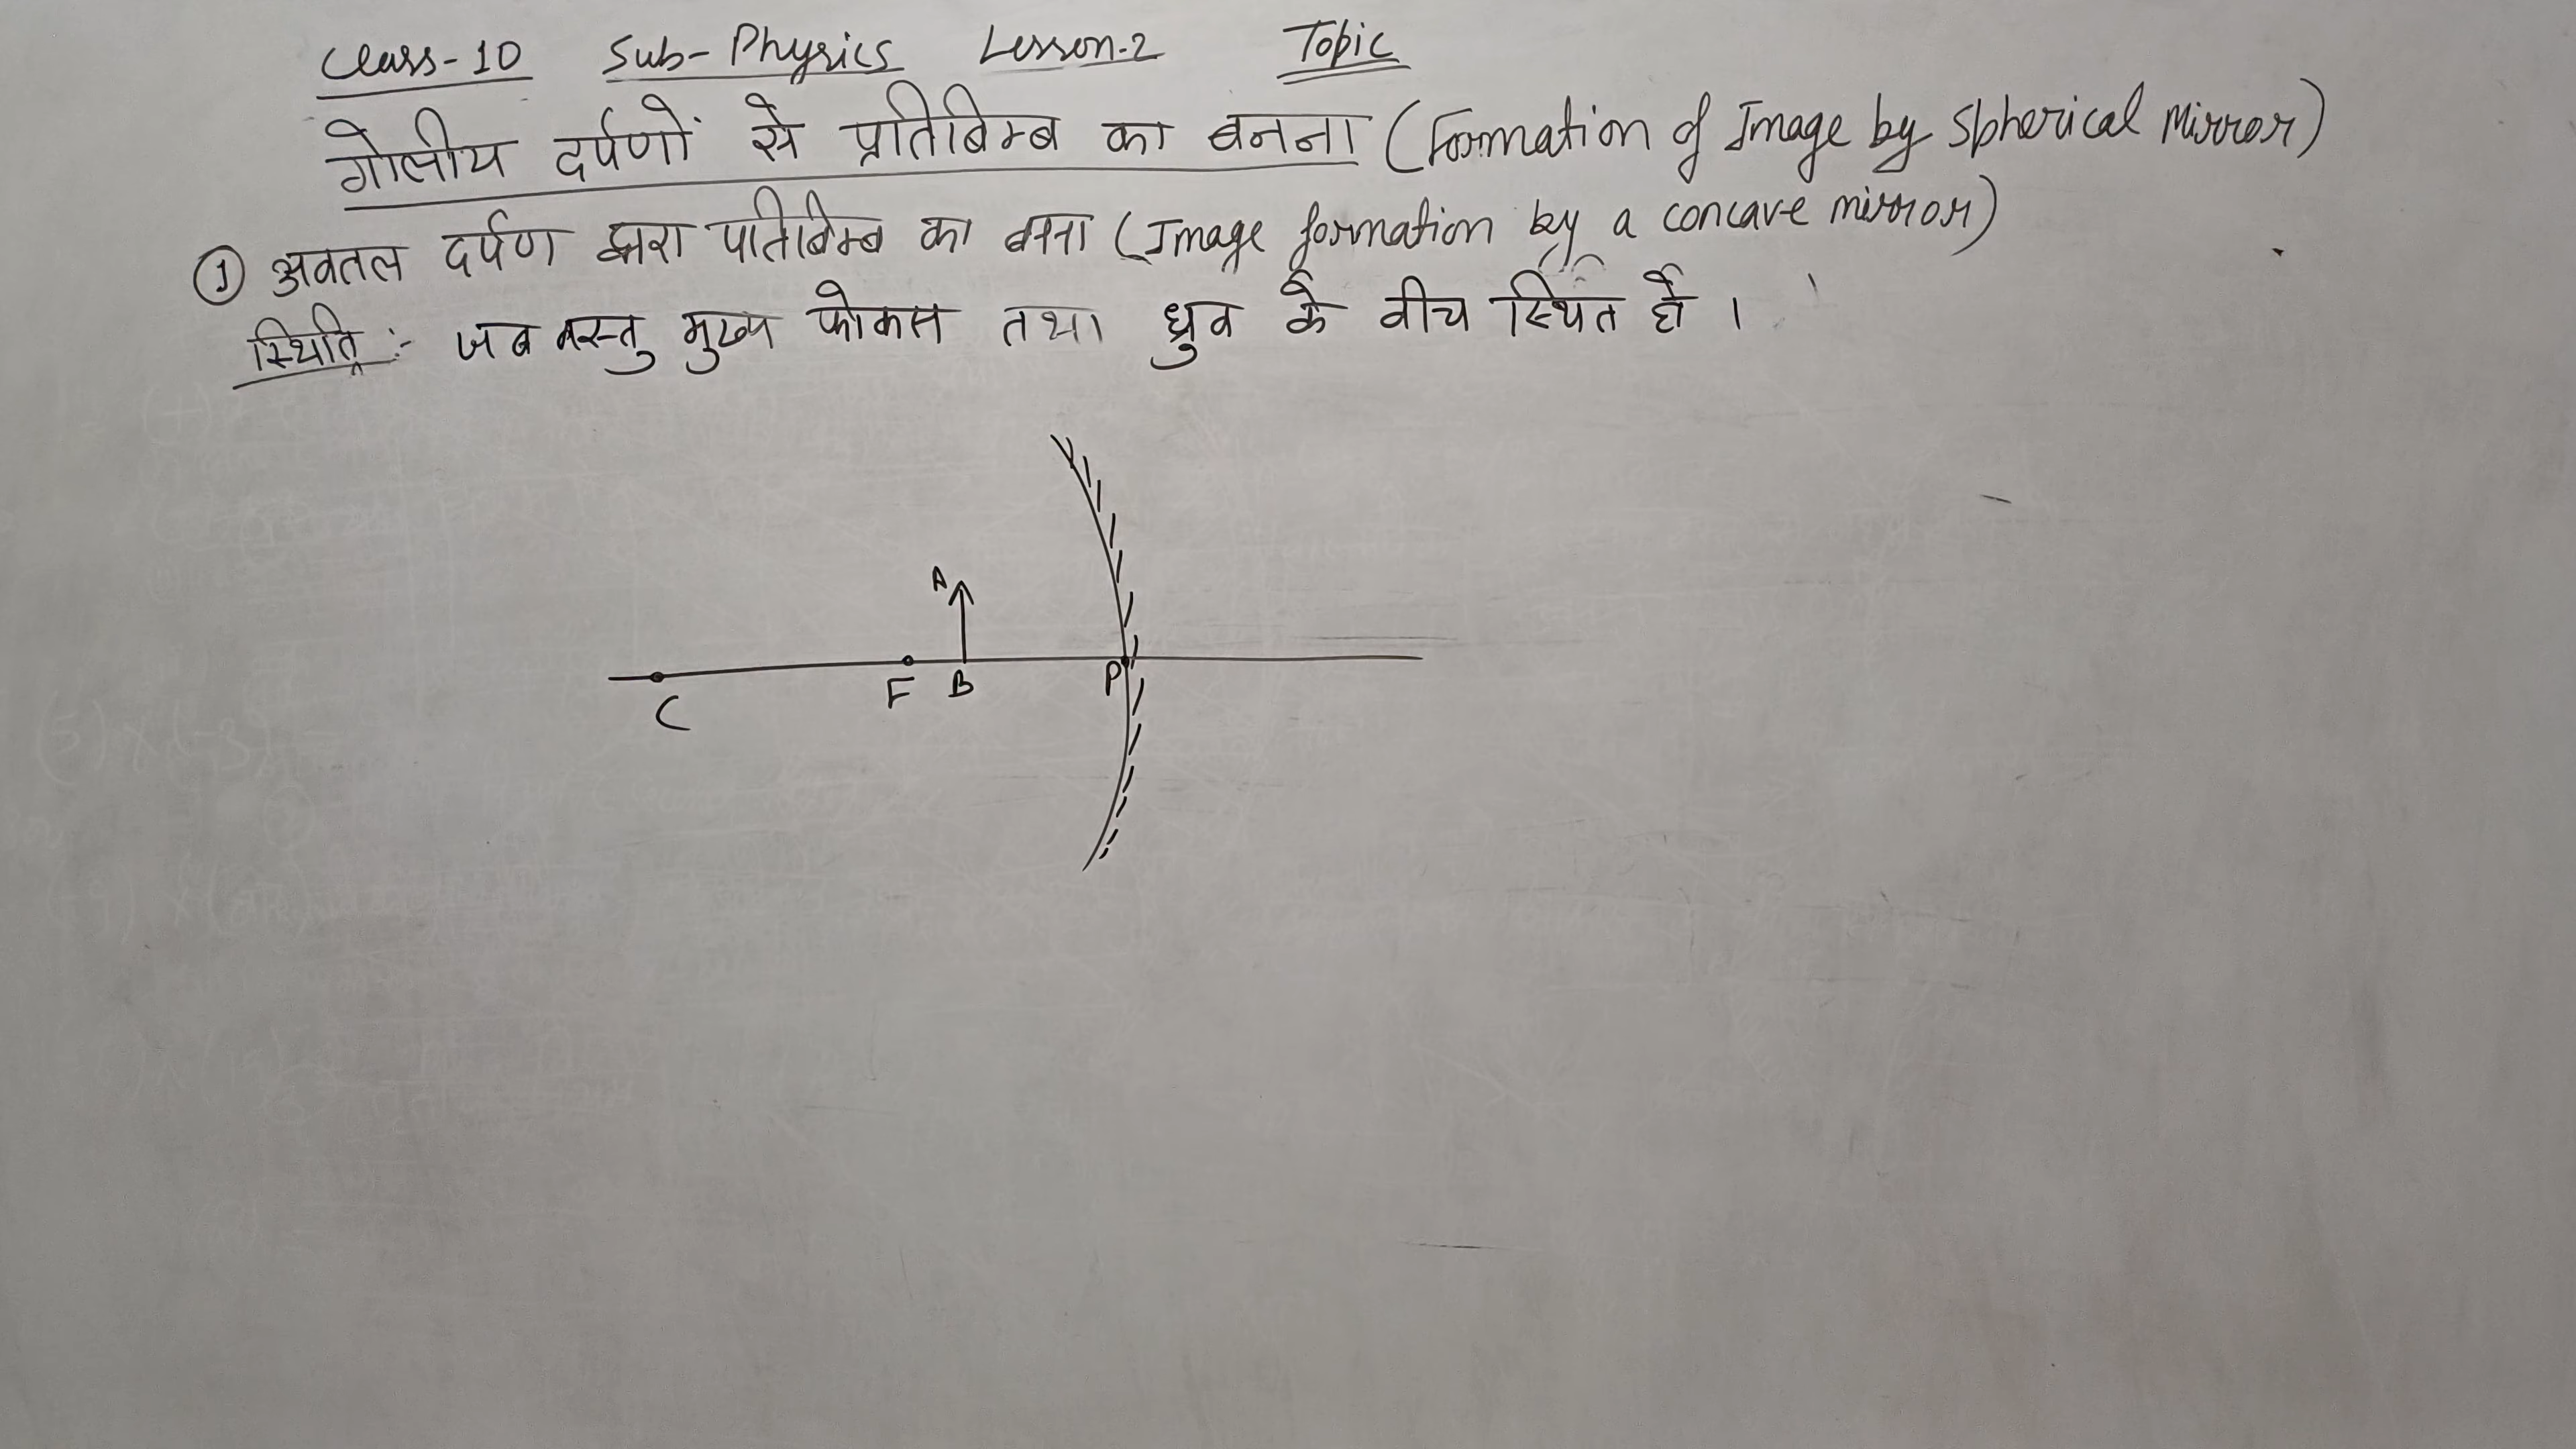 Class-10 Sub-Physics Lesson-2 Topic
गोलीय दर्पणों से प्रतिबिम्ब का बनना (Formation of Image by Spherical Mirror)
① अवतल दर्पण द्वारा पतिबिम्ब का बनना (Image formation by a concave mirror)
स्थिति :- जब वस्तु मुख्य फोकस तथा ध्रुव के बीच स्थित हो ।
A
C F B P